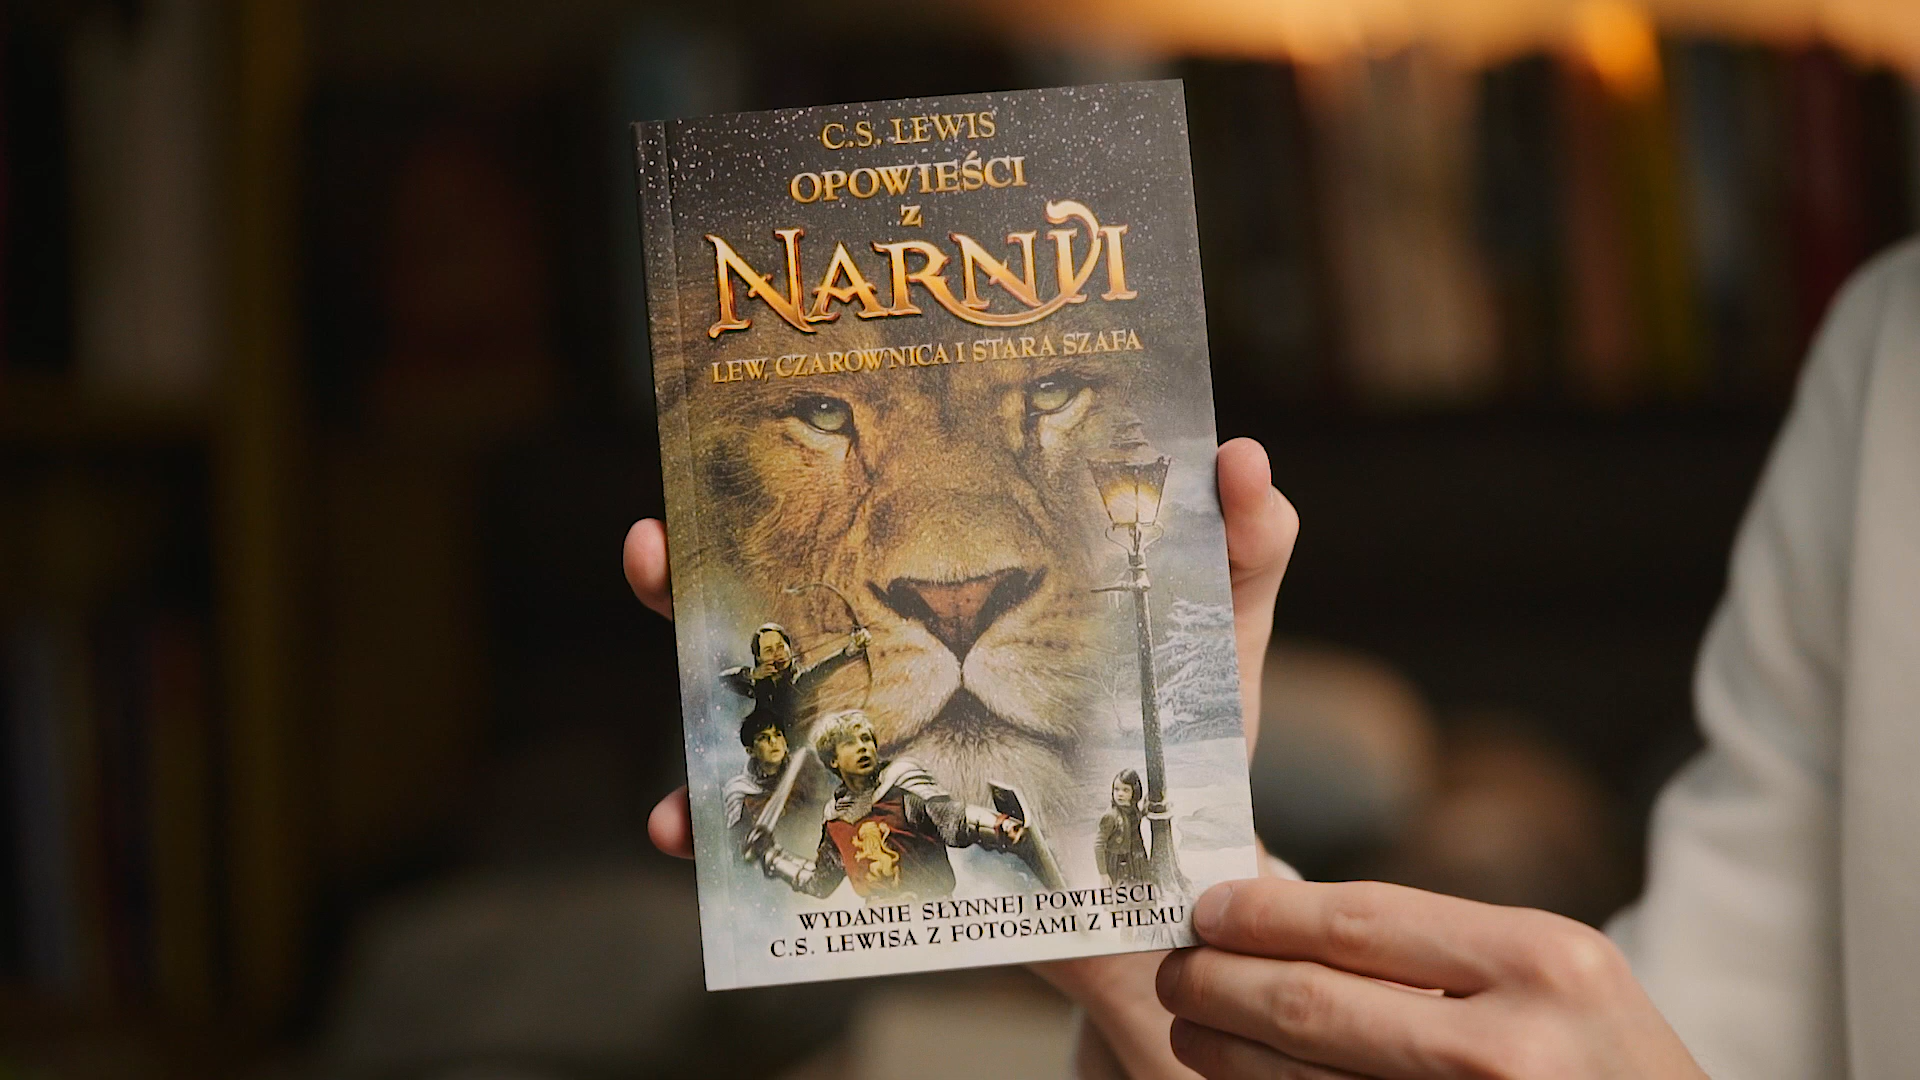 C.S. LEWIS
OPOWIEŚCI
Z
NARNII
LEW, CZAROWNICA I STARA SZAFA
WYDANIE SŁYNNEJ POWIEŚCI
C.S. LEWISA Z FOTOSAMI Z FILMU